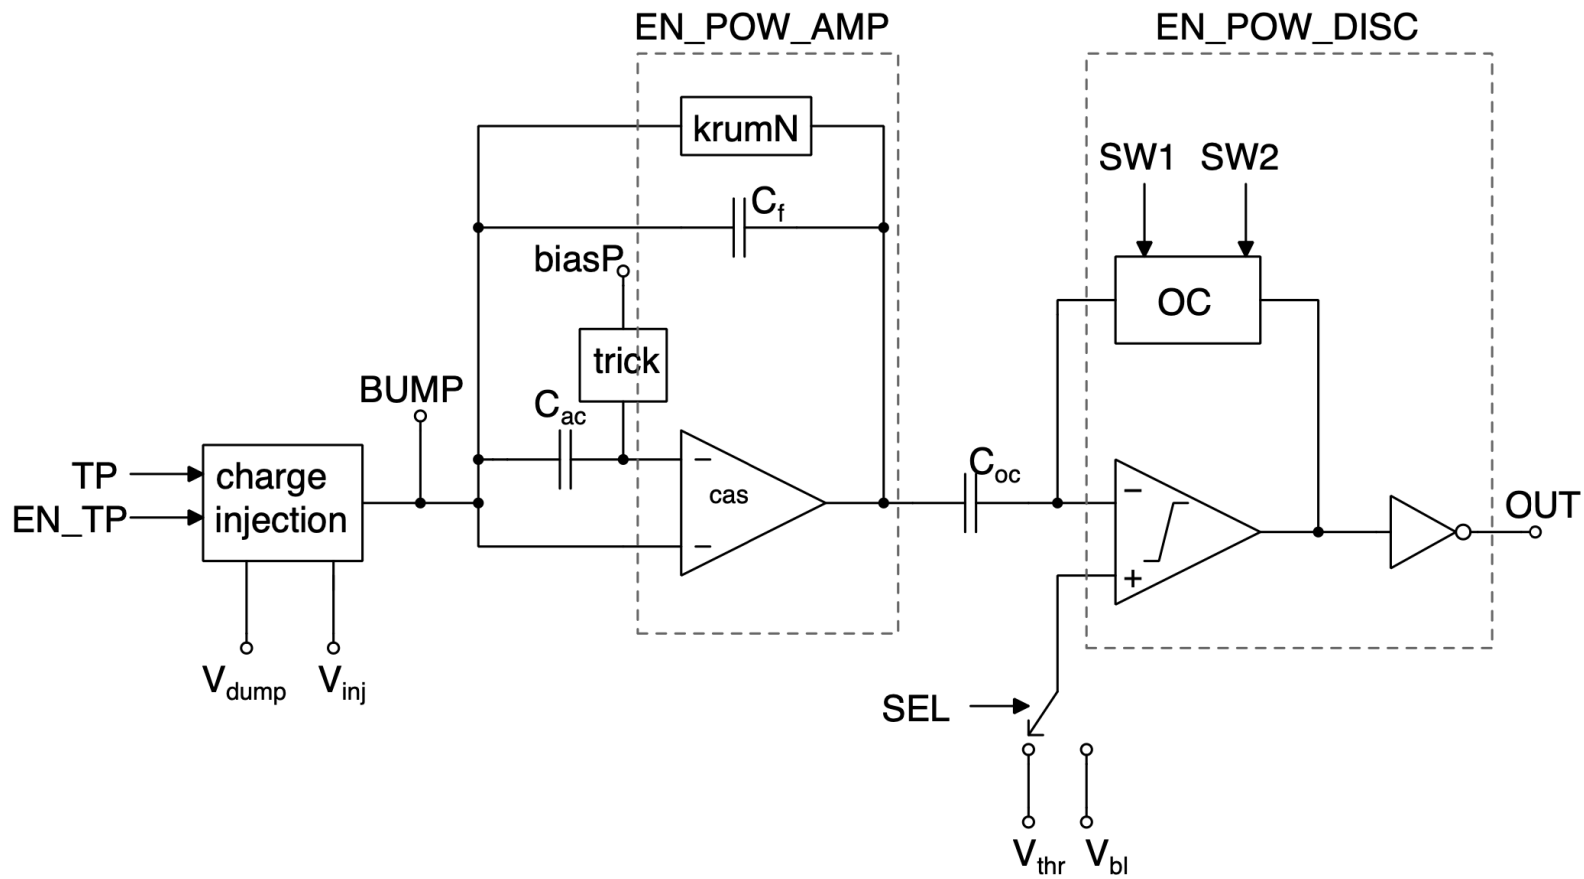 EN_POW_AMP
EN_POW_DISC
krumN
SW1
SW2
Cf
biasP
OC
trick
BUMP
Cac
TP
charge
injection
EN_TP
cas
−
−
Coc
−
+
OUT
Vdump
Vinj
SEL
Vthr
Vbl